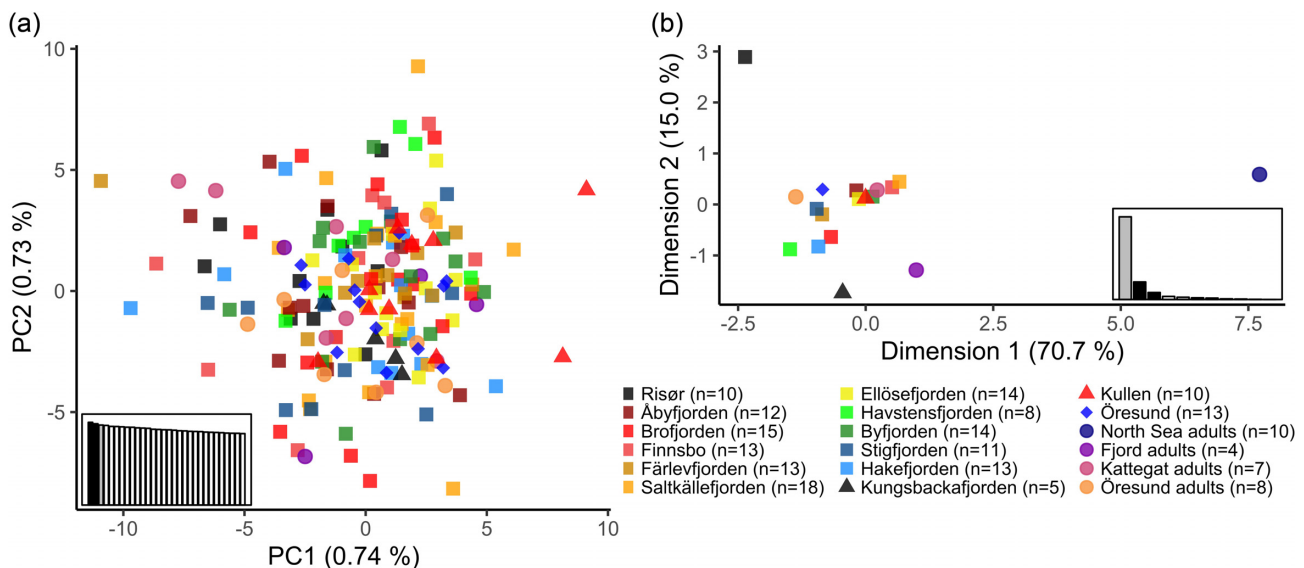 (a)
10
5
0
-5
-10
-5
0
5
10
PC2 (0.73 %)
PC1 (0.74 %)
(b)
3
2
1
0
-1
-2.5
0.0
2.5
5.0
7.5
Dimension 2 (15.0 %)
Dimension 1 (70.7 %)
Risør (n=10)
Åbyfjorden (n=12)
Brofjorden (n=15)
Finnsbo (n=13)
Färlevfjorden (n=13)
Saltkällefjorden (n=18)
Ellösefjorden (n=14)
Havstensfjorden (n=8)
Byfjorden (n=14)
Stigfjorden (n=11)
Hakefjorden (n=13)
Kungsbackafjorden (n=5)
Kullen (n=10)
Öresund (n=13)
North Sea adults (n=10)
Fjord adults (n=4)
Kattegat adults (n=7)
Öresund adults (n=8)